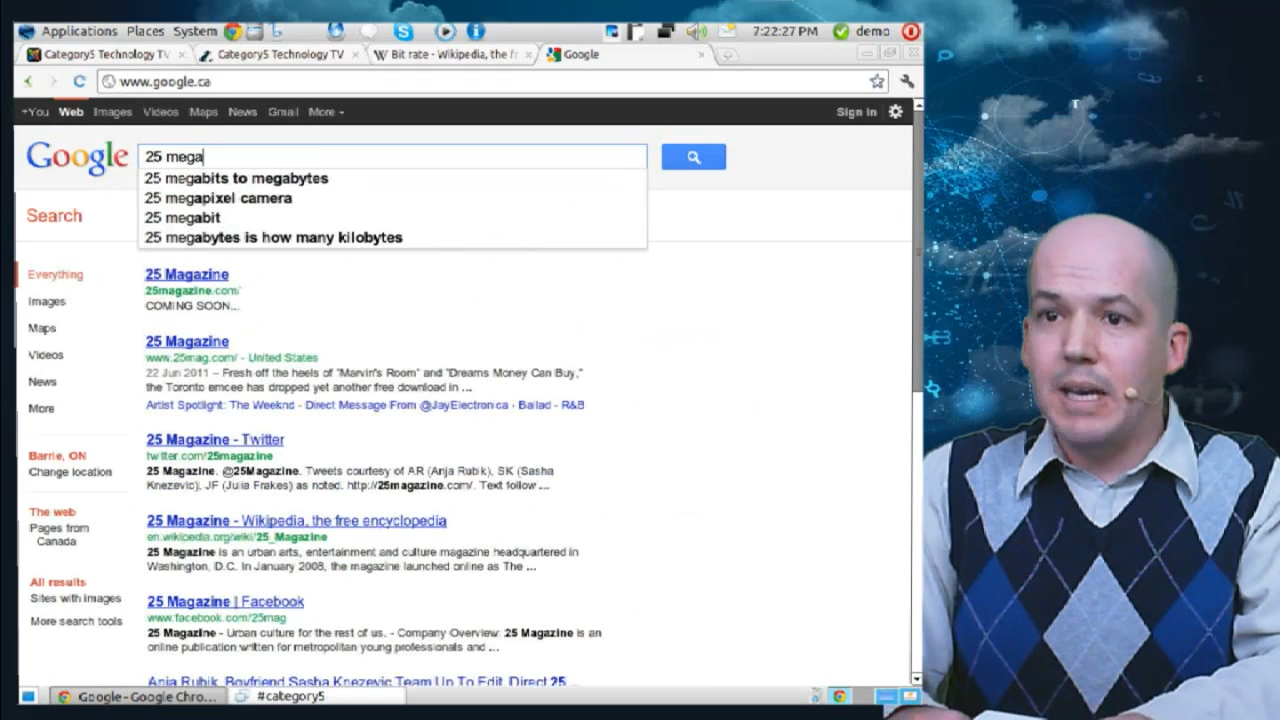 Applications Places System
7:22:27 PM
demo
Category5 Technology TV
Category5 Technology TV
Bit rate - Wikipedia, the fr
Google
www.google.ca
+You Web Images Videos Maps News Gmail More
Sign in
Google
25 mega
25 megabits to megabytes
25 megapixel camera
25 megabit
25 megabytes is how many kilobytes
Search
Everything
Images
Maps
Videos
News
More
Barrie, ON
Change location
The web
Pages from
Canada
All results
Sites with images
More search tools
25 Magazine
25magazine.com/
COMING SOON...
25 Magazine
www.25mag.com/ - United States
22 Jun 2011 – Fresh off the heels of "Marvin's Room" and "Dreams Money Can Buy,"
the Toronto emcee has dropped yet another free download in ...
Artist Spotlight: The Weeknd - Direct Message From @JayElectronica - Ballad - R&B
25 Magazine - Twitter
twitter.com/25magazine
25 Magazine. @25Magazine. Tweets courtesy of AR (Anja Rubik), SK (Sasha
Knezevic), JF (Julia Frakes) as noted. http://25magazine.com/. Text follow ...
25 Magazine - Wikipedia, the free encyclopedia
en.wikipedia.org/wiki/25_Magazine
25 Magazine is an urban arts, entertainment and culture magazine headquartered in
Washington, D.C. In January 2008, the magazine launched online as The ...
25 Magazine | Facebook
www.facebook.com/25mag
25 Magazine - Urban culture for the rest of us. - Company Overview: 25 Magazine is an
online publication written for metropolitan young professionals and ...
Anja Rubik, Boyfriend Sasha Knezevic Team Up To Edit, Direct 25 ...
Google - Google Chro...
#category5